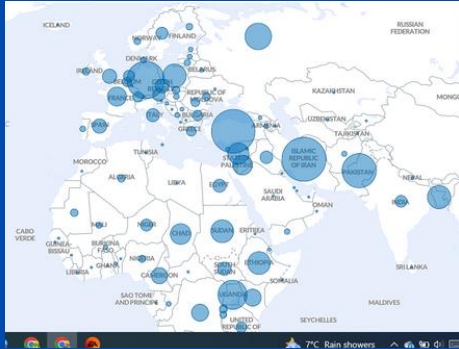 ICELAND
RUSSIAN
FEDERATION
FINLAND
NORWAY
DENMARK
IRELAND
BELARUS
FRANCE
REPUBLIC OF
MOLDOVA
KAZAKHSTAN
ITALY
BULGARIA
GREECE
UZBEKISTAN
TAJIKISTAN
TUNISIA
MOROCCO
ISLAMIC
REPUBLIC
OF IRAN
ALGERIA
LIBYA
EGYPT
PAKISTAN
NEPAL
SAUDI
ARABIA
OMAN
INDIA
CABO
VERDE
MALI
NIGER
CHAD
SUDAN
ERITREA
GUINEA-
BISSAU
BURKINA
FASO
GHANA
NIGERIA
LIBERIA
CAMEROON
SOUTH
SUDAN
ETHIOPIA
SOMALIA
SRI LANKA
MALDIVES
SAO TOME
AND PRINCIPE
UGANDA
UNITED
REPUBLIC OF
SEYCHELLES
7°C Rain showers